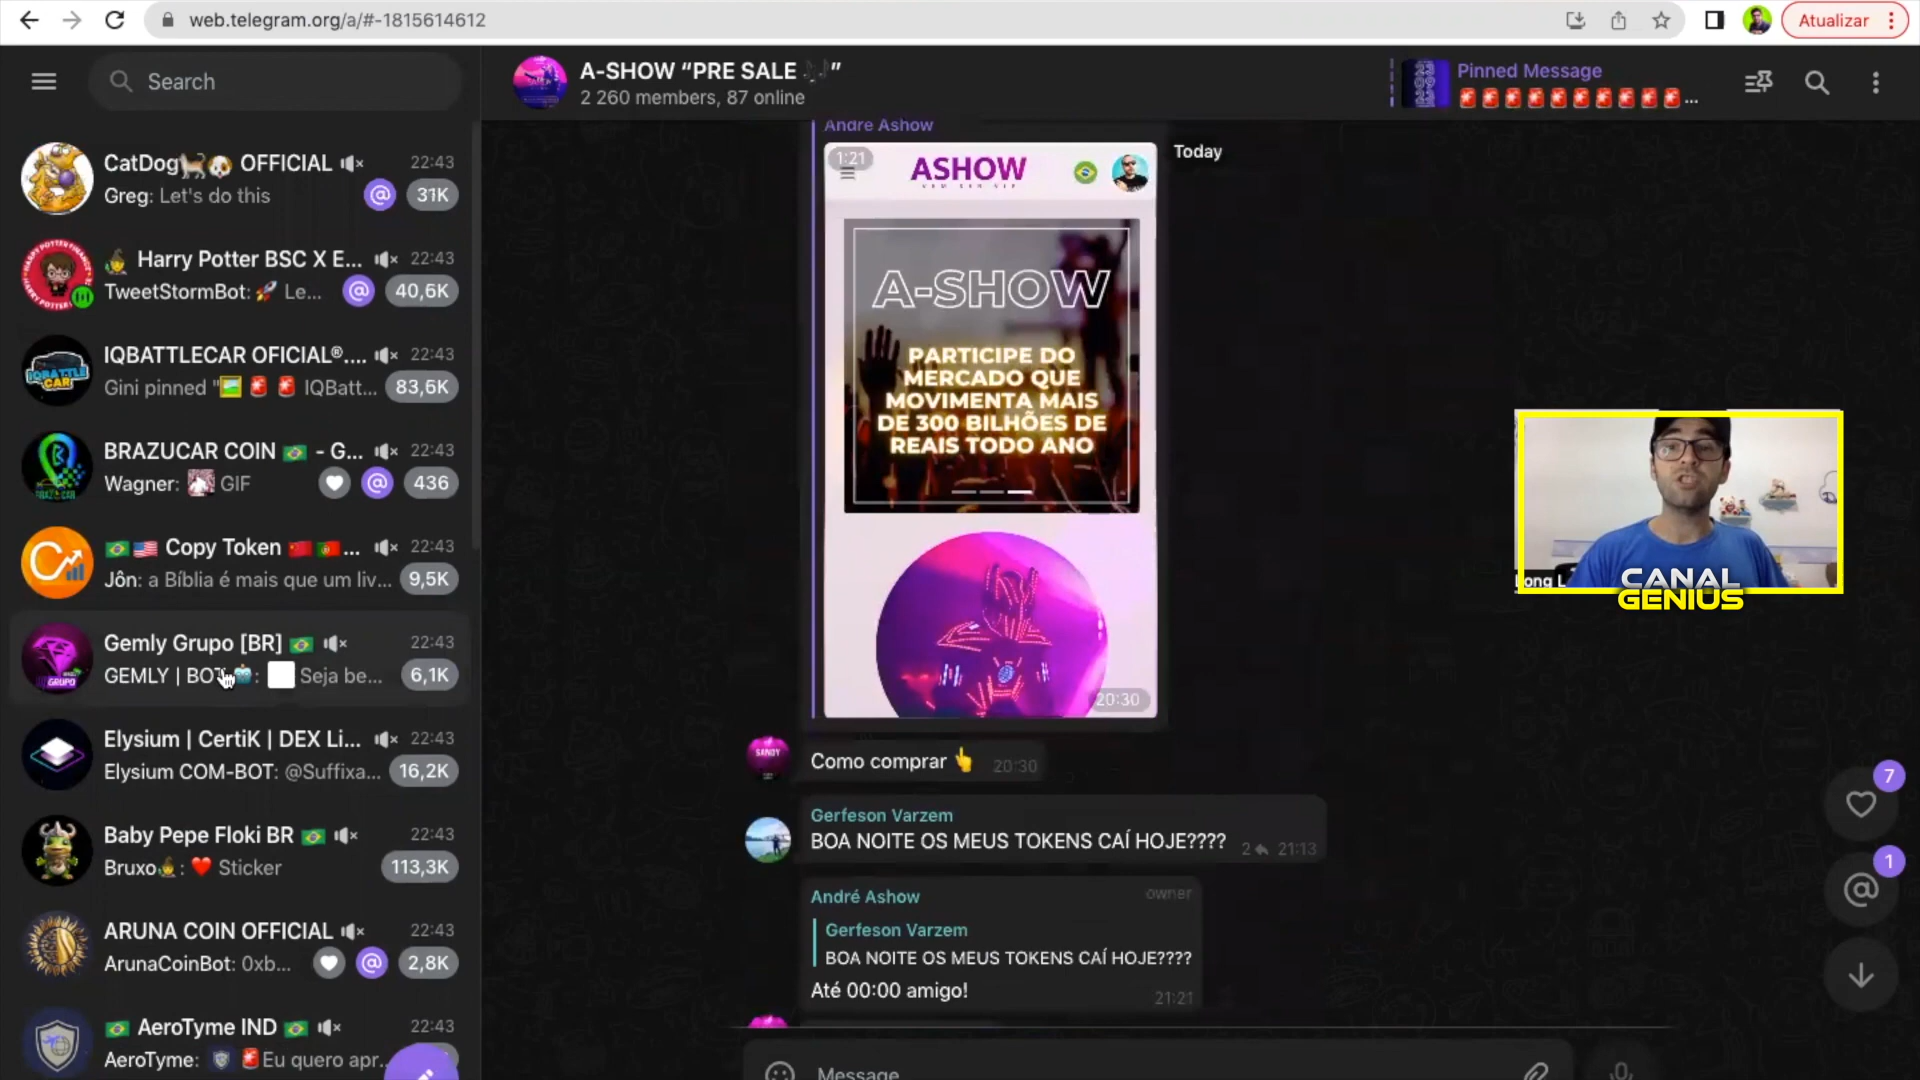 web.telegram.org/a/#-1815614612
Atualizar
Search
A-SHOW “PRE SALE 🎶”
2 260 members, 87 online
Pinned Message
🚨🚨🚨🚨🚨🚨🚨🚨🚨🚨...
CatDog🐈🐶 OFFICIAL
22:43
Greg: Let's do this
@
31K
Harry Potter BSC X E...
22:43
TweetStormBot: 🚀 Le...
@
40,6K
IQBATTLECAR OFICIAL®....
22:43
Gini pinned "🖼 🚨 🚨 IQBatt...
83,6K
BRAZUCAR COIN 🇧🇷 - G...
22:43
Wagner: GIF
@
436
🇧🇷 🇺🇸 Copy Token 🇨🇳 🇵🇹 ...
22:43
Jôn: a Bíblia é mais que um liv...
9,5K
Gemly Grupo [BR] 🇧🇷
22:43
GEMLY | BOT🤖: Seja be...
6,1K
GRUPO
Elysium | CertiK | DEX Li...
22:43
Elysium COM-BOT: @Suffixa...
16,2K
Baby Pepe Floki BR 🇧🇷
22:43
Bruxo🧙: ❤️ Sticker
113,3K
ARUNA COIN OFFICIAL
22:43
ArunaCoinBot: 0xb...
@
2,8K
🇧🇷 AeroTyme IND 🇧🇷
22:43
AeroTyme: 🚨Eu quero apr...
Andre Ashow
1:21
ASHOW
Today
A-SHOW
PARTICIPE DO
MERCADO QUE
MOVIMENTA MAIS
DE 300 BILHÕES DE
REAIS TODO ANO
20:30
SANDY
Como comprar 👆
20:30
Gerfeson Varzem
BOA NOITE OS MEUS TOKENS CAÍ HOJE????
2
21:13
André Ashow
owner
Gerfeson Varzem
BOA NOITE OS MEUS TOKENS CAÍ HOJE????
Até 00:00 amigo!
21:21
Message
Long L
CANAL
GENIUS
7
1
@